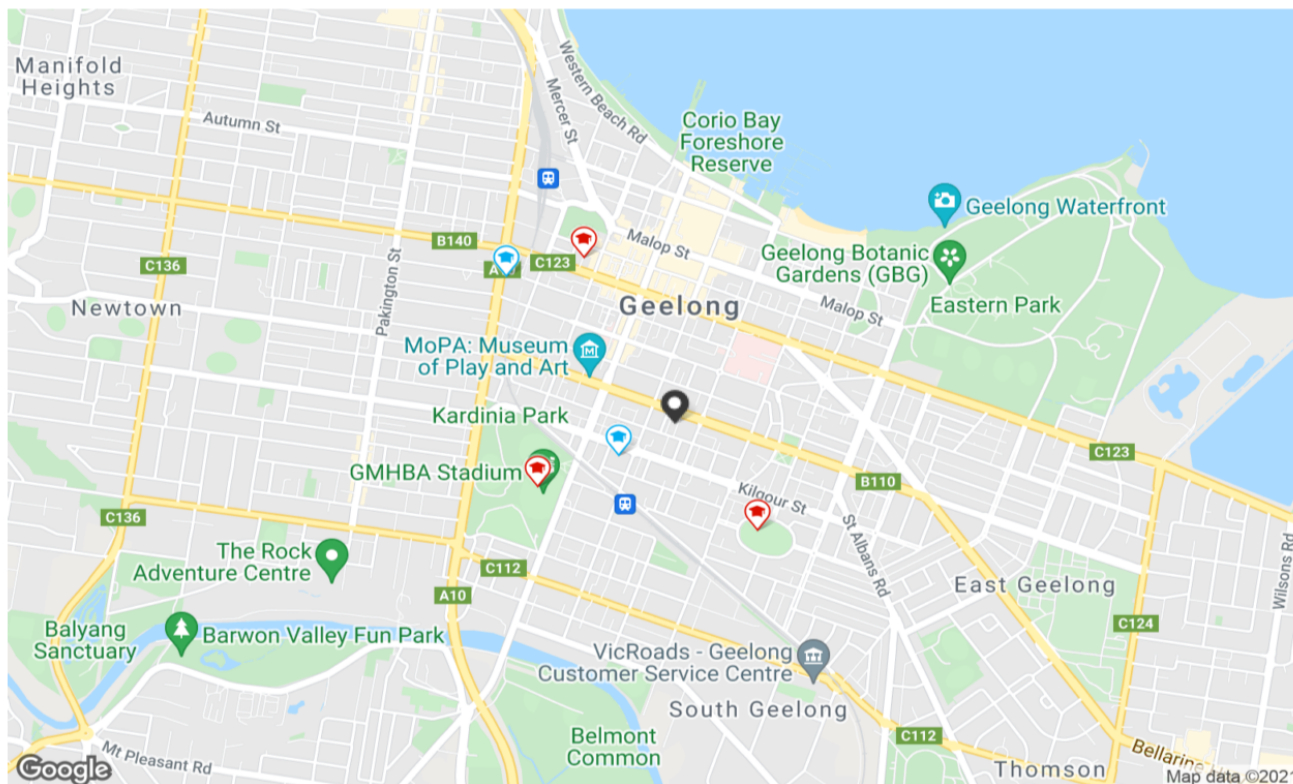 Manifold
Heights
Autumn St
Mercer St
Western Beach Rd
Corio Bay
Foreshore
Reserve
Geelong Waterfront
Malop St
B140
C123
C136
Pakington St
Geelong Botanic
Gardens (GBG)
Eastern Park
Newtown
Geelong
Malop St
MoPA: Museum
of Play and Art
Kardinia Park
GMHBA Stadium
C123
B110
Kilgour St
C136
St Albans Rd
The Rock
Adventure Centre
C112
A10
East Geelong
Wilsons Rd
C124
Balyang
Sanctuary
Barwon Valley Fun Park
VicRoads - Geelong
Customer Service Centre
South Geelong
Belmont
Common
C112
Mt Pleasant Rd
Thomson
Google
Map data ©2021